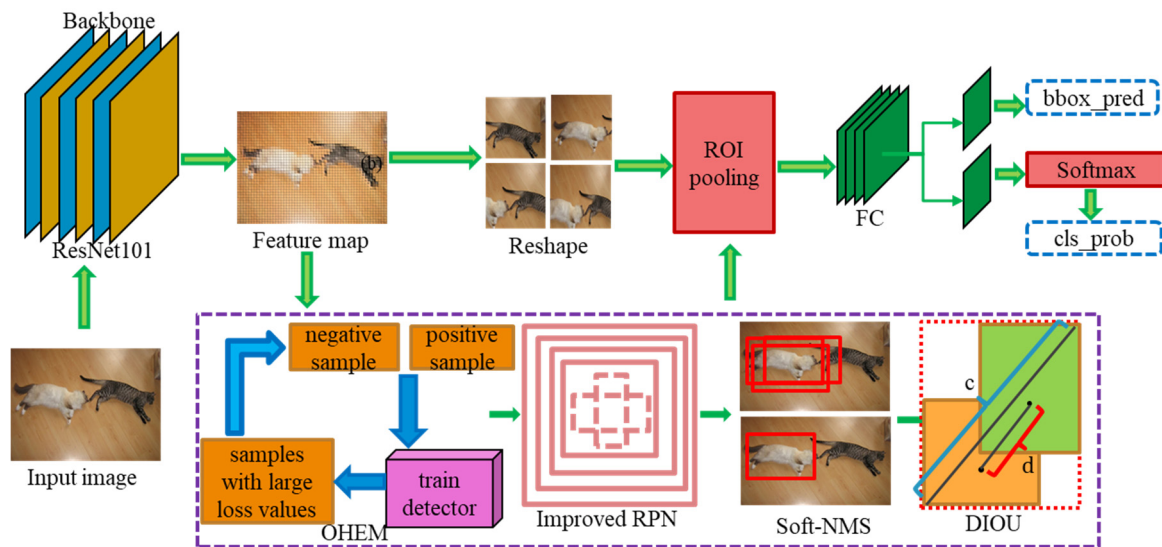 Backbone
ResNet101
(b)
Feature map
Reshape
ROI
pooling
FC
bbox_pred
Softmax
cls_prob
Input image
negative
sample
positive
sample
samples
with large
loss values
train
detector
OHEM
Improved RPN
Soft-NMS
c
d
DIOU